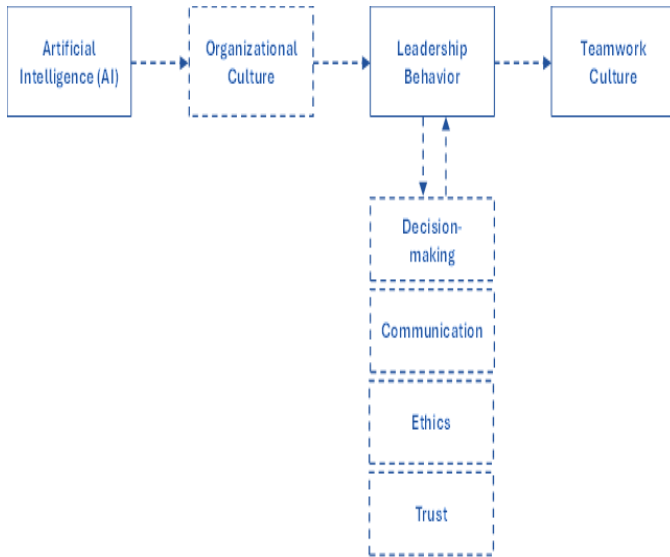 Artificial
Intelligence (AI)
Organizational
Culture
Leadership
Behavior
Teamwork
Culture
Decision-
making
Communication
Ethics
Trust